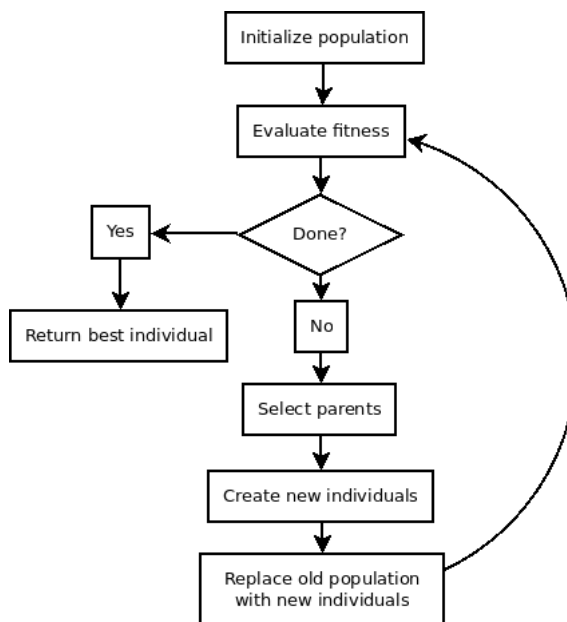 Initialize population
Evaluate fitness
Done?
Yes
No
Return best individual
Select parents
Create new individuals
Replace old population
with new individuals